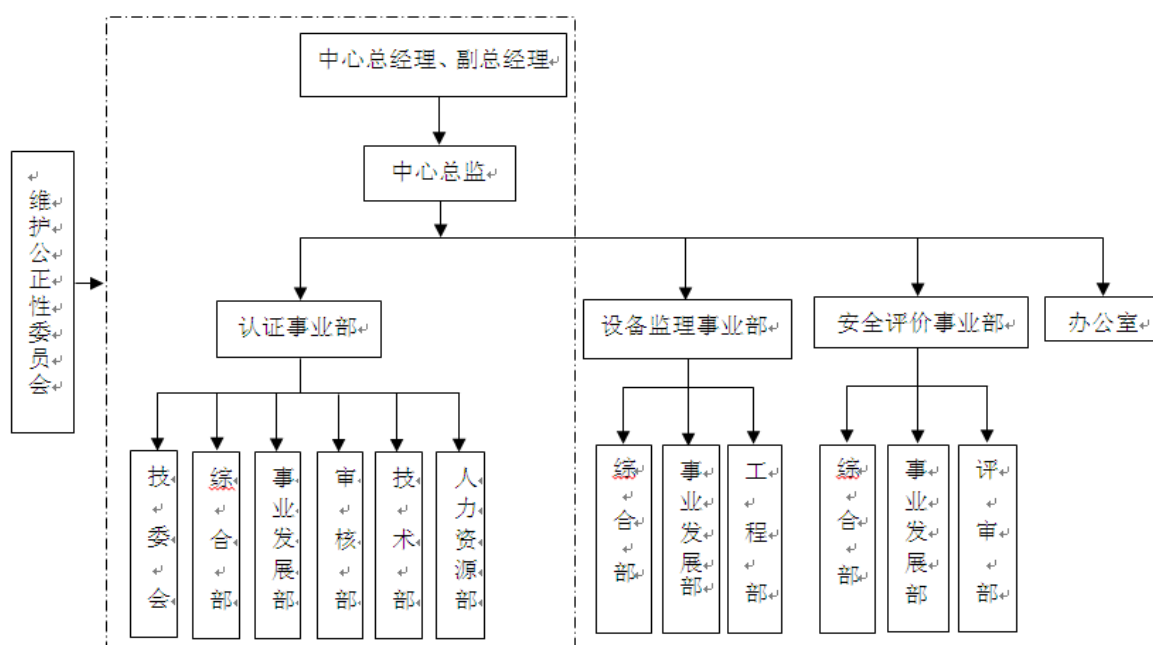 中心总经理、副总经理
中心总监
维护公正性委员会
认证事业部
设备监理事业部
安全评价事业部
办公室
技委会
综合部
事业发展部
审核部
技术部
人力资源部
综合部
事业发展部
工程部
综合部
事业发展部
评审部